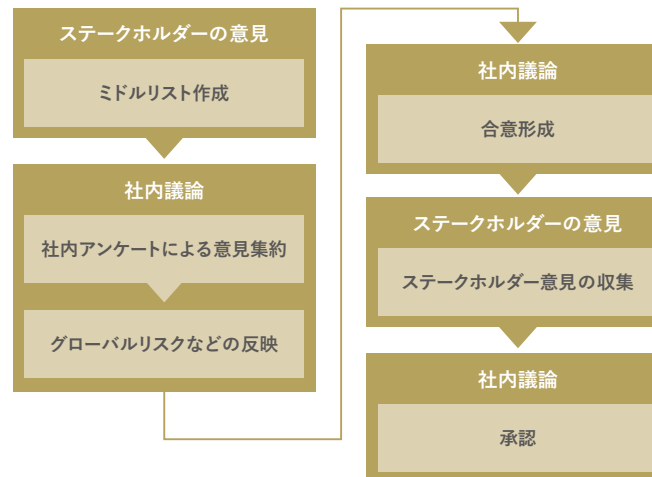 ステークホルダーの意見
ミドルリスト作成
社内議論
社内アンケートによる意見集約
グローバルリスクなどの反映
社内議論
合意形成
ステークホルダーの意見
ステークホルダー意見の収集
社内議論
承認